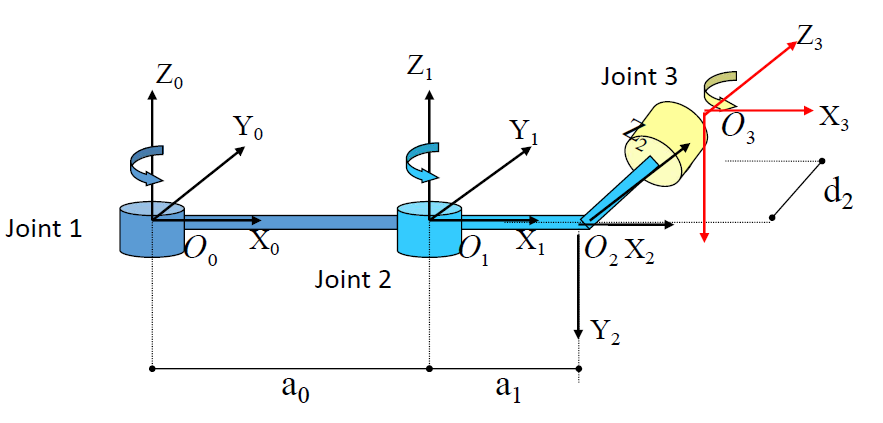 Z₃
Joint 3
Z₀
Z₁
X₃
Y₀
Y₁
O₃
Z₂
d₂
Joint 1
O₀
X₀
O₁
X₁
O₂
X₂
Joint 2
Y₂
a₀
a₁